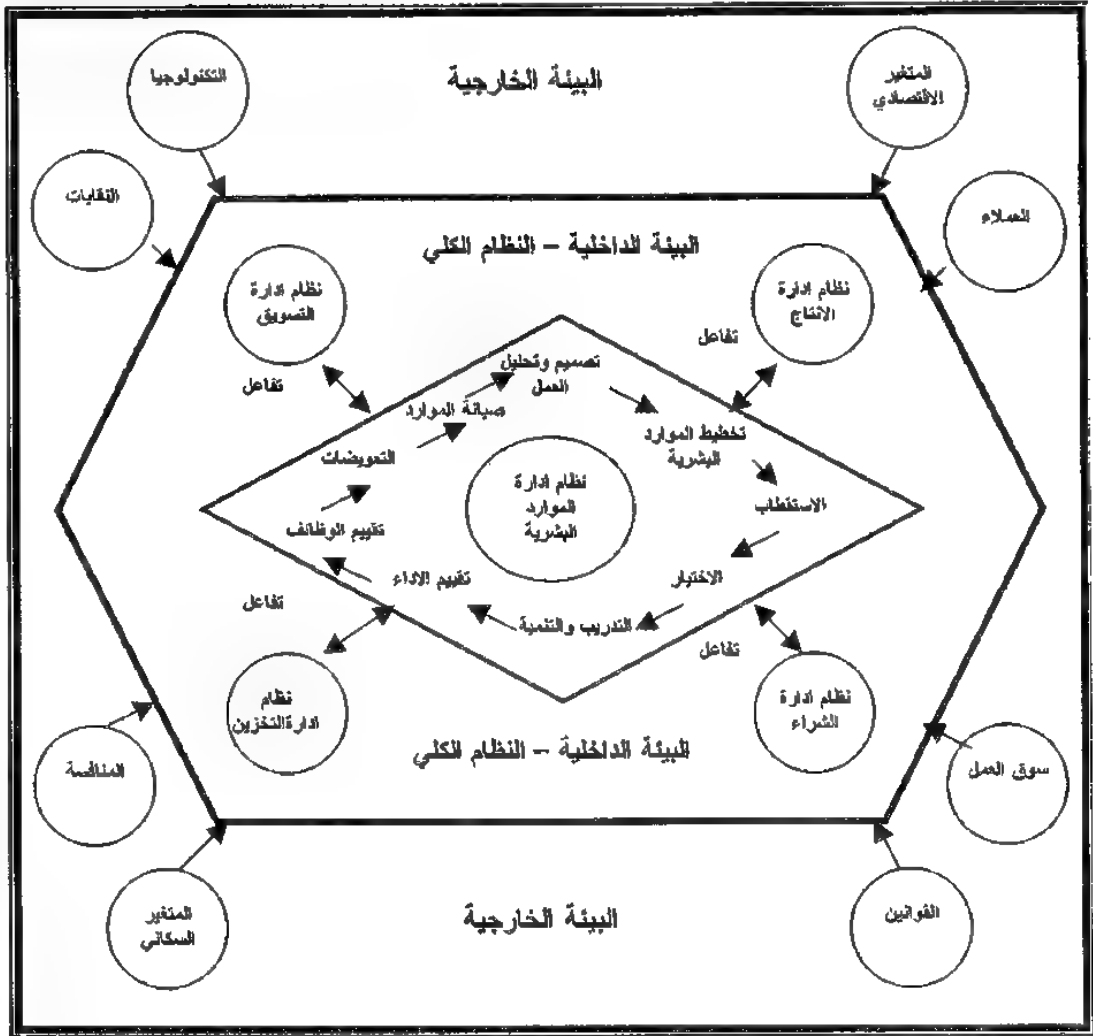 البيئة الخارجية
المتغير
الاقتصادي
التكنولوجيا
العملاء
النقابات
البيئة الداخلية – النظام الكلي
نظام ادارة
الانتاج
نظام ادارة
التسويق
تفاعل
تفاعل
تصميم وتحليل
العمل
صيانة الموارد
تخطيط الموارد
البشرية
التعويضات
نظام ادارة
الموارد
البشرية
الاستقطاب
تقييم الوظائف
الاختيار
تقييم الاداء
التدريب والتنمية
تفاعل
تفاعل
نظام ادارة
الشراء
نظام
ادارة التخزين
البيئة الداخلية – النظام الكلي
سوق العمل
المنافسة
القوانين
المتغير
السكاني
البيئة الخارجية